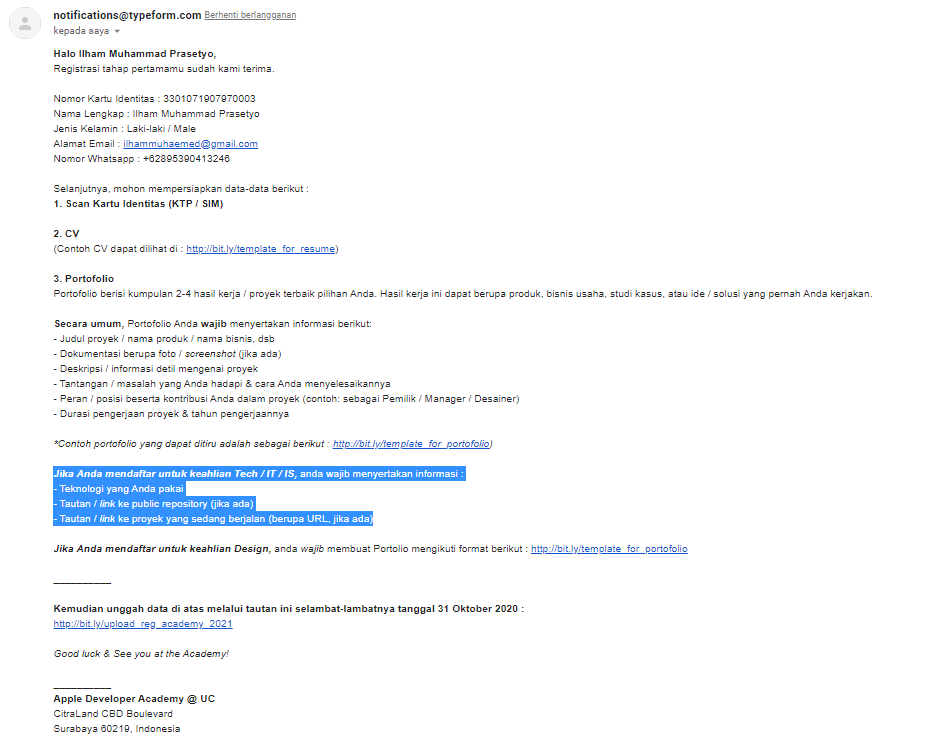 notifications@typeform.com Berhenti berlangganan
kepada saya
Halo Ilham Muhammad Prasetyo,
Registrasi tahap pertamamu sudah kami terima.
Nomor Kartu Identitas : 3301071907970003
Nama Lengkap : Ilham Muhammad Prasetyo
Jenis Kelamin : Laki-laki / Male
Alamat Email : ilhammuhaemed@gmail.com
Nomor Whatsapp : +62895390413246
Selanjutnya, mohon mempersiapkan data-data berikut :
1. Scan Kartu Identitas (KTP / SIM)
2. CV
(Contoh CV dapat dilihat di : http://bit.ly/template_for_resume)
3. Portofolio
Portofolio berisi kumpulan 2-4 hasil kerja / proyek terbaik pilihan Anda. Hasil kerja ini dapat berupa produk, bisnis usaha, studi kasus, atau ide / solusi yang pernah Anda kerjakan.
Secara umum, Portofolio Anda wajib menyertakan informasi berikut:
- Judul proyek / nama produk / nama bisnis, dsb
- Dokumentasi berupa foto / screenshot (jika ada)
- Deskripsi / informasi detil mengenai proyek
- Tantangan / masalah yang Anda hadapi & cara Anda menyelesaikannya
- Peran / posisi beserta kontribusi Anda dalam proyek (contoh: sebagai Pemilik / Manager / Desainer)
- Durasi pengerjaan proyek & tahun pengerjaannya
*Contoh portofolio yang dapat ditiru adalah sebagai berikut : http://bit.ly/template_for_portofolio)
Jika Anda mendaftar untuk keahlian Tech / IT / IS, anda wajib menyertakan informasi :
- Teknologi yang Anda pakai
- Tautan / link ke public repository (jika ada)
- Tautan / link ke proyek yang sedang berjalan (berupa URL, jika ada)
Jika Anda mendaftar untuk keahlian Design, anda wajib membuat Portolio mengikuti format berikut : http://bit.ly/template_for_portofolio
__________
Kemudian unggah data di atas melalui tautan ini selambat-lambatnya tanggal 31 Oktober 2020 :
http://bit.ly/upload_reg_academy_2021
Good luck & See you at the Academy!
__________
Apple Developer Academy @ UC
CitraLand CBD Boulevard
Surabaya 60219, Indonesia